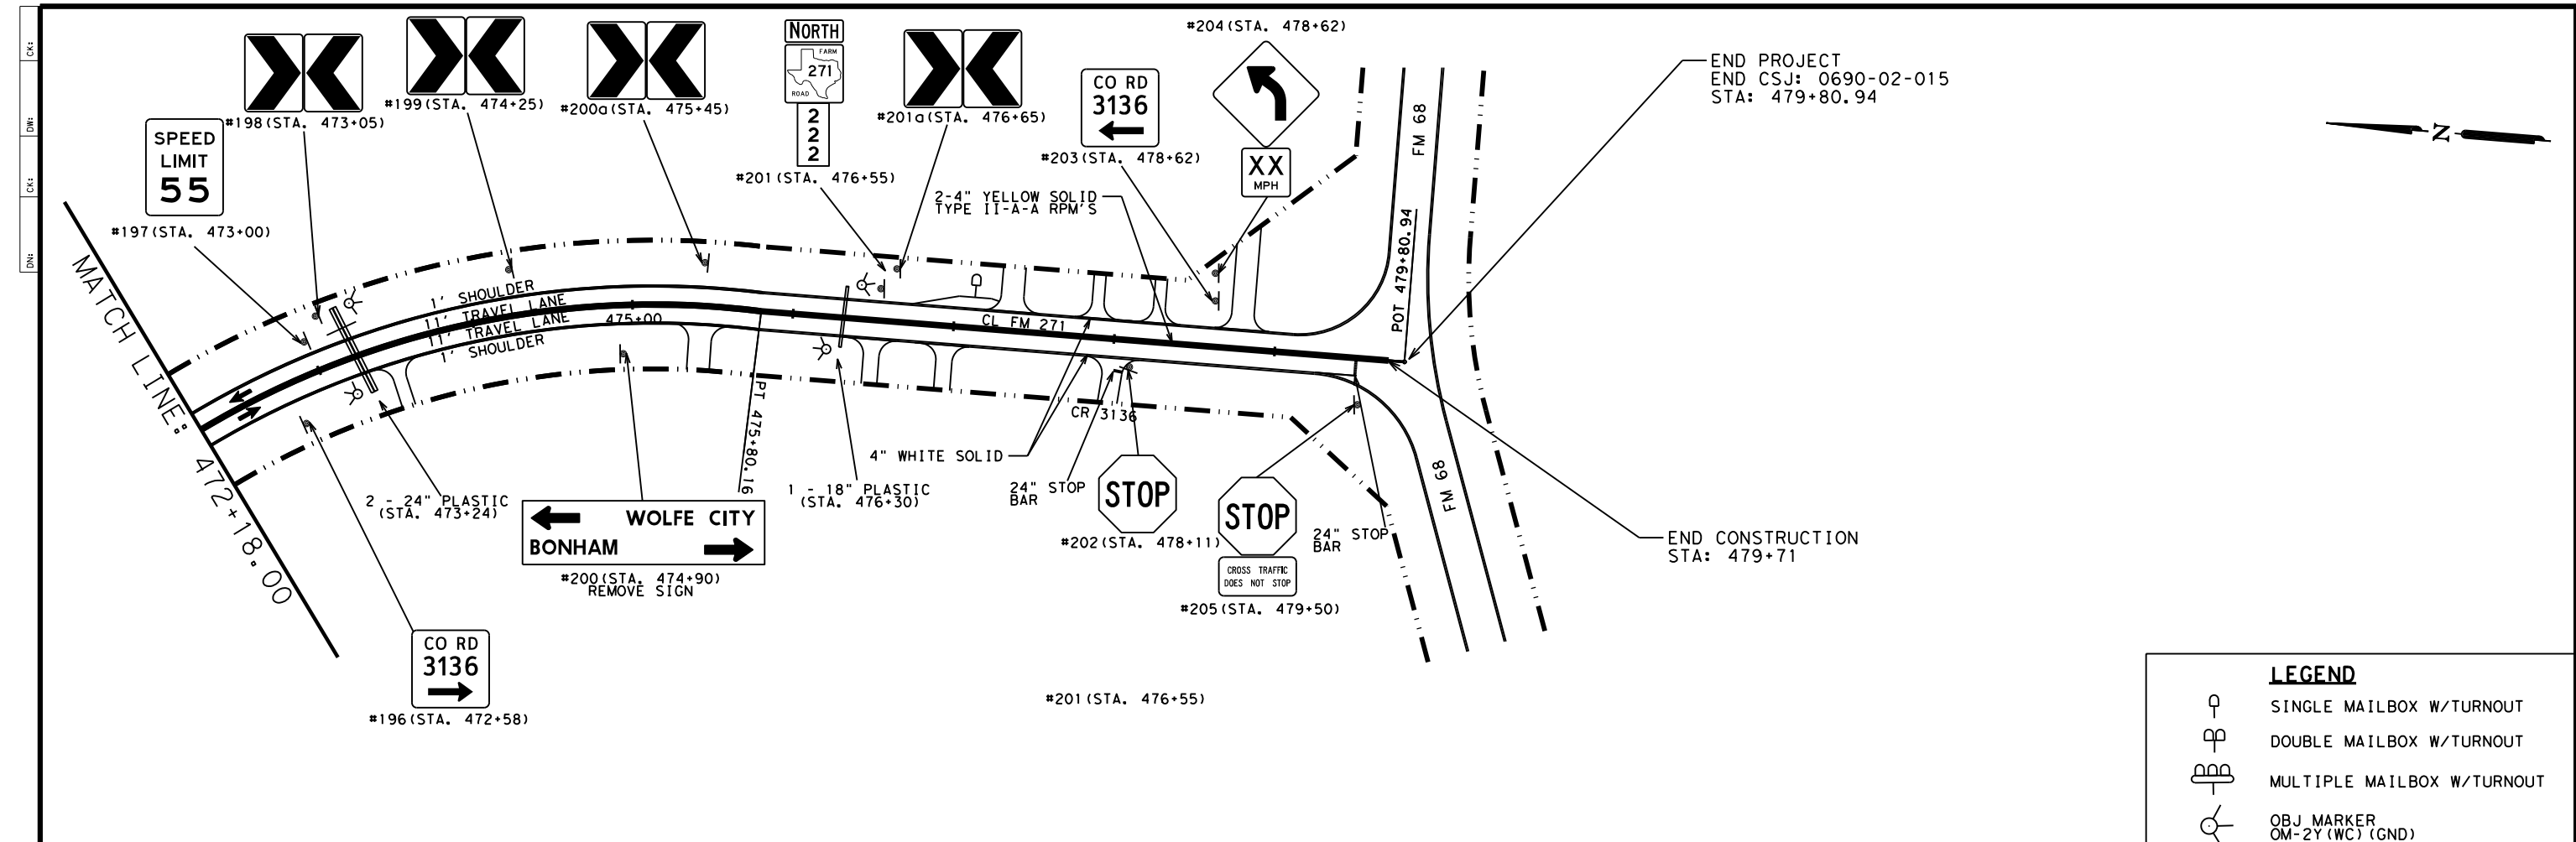 CK:
DW:
CK:
DN:
#198(STA. 473+05)
#199(STA. 474+25)
#200a(STA. 475+45)
NORTH
FARM
271
ROAD
2
2
2
#201(STA. 476+55)
#201a(STA. 476+65)
CO RD
3136
#203(STA. 478+62)
#204(STA. 478+62)
XX
MPH
END PROJECT
END CSJ: 0690-02-015
STA: 479+80.94
N
SPEED
LIMIT
55
#197(STA. 473+00)
2-4" YELLOW SOLID
TYPE II-A-A RPM'S
FM 68
POT 479+80.94
MATCH LINE: 472+18.00
1' SHOULDER
11' TRAVEL LANE
11' TRAVEL LANE
1' SHOULDER
475+00
CL FM 271
PT 475+80.16
CR 3136
4" WHITE SOLID
2 - 24" PLASTIC
(STA. 473+24)
WOLFE CITY
BONHAM
#200(STA. 474+90)
REMOVE SIGN
1 - 18" PLASTIC
(STA. 476+30)
24" STOP
BAR
STOP
#202(STA. 478+11)
STOP
CROSS TRAFFIC
DOES NOT STOP
#205(STA. 479+50)
24" STOP
BAR
FM 68
END CONSTRUCTION
STA: 479+71
CO RD
3136
#196(STA. 472+58)
#201(STA. 476+55)
LEGEND
SINGLE MAILBOX W/TURNOUT
DOUBLE MAILBOX W/TURNOUT
MULTIPLE MAILBOX W/TURNOUT
OBJ MARKER
OM-2Y(WC)(GND)